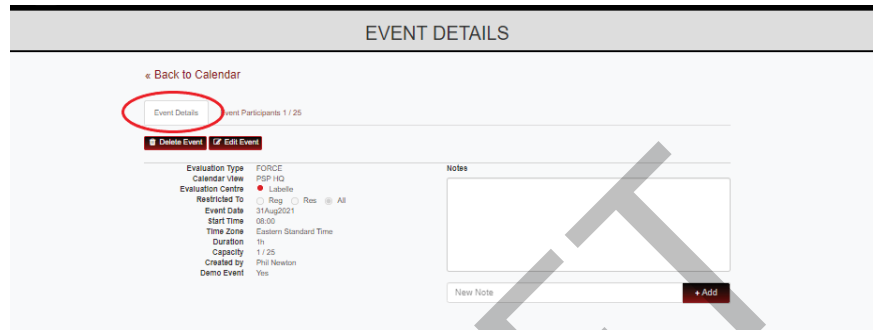 EVENT DETAILS
« Back to Calendar
Event Details Event Participants 1 / 25
Delete Event Edit Event
Evaluation Type FORCE
Calendar View PSP HQ
Evaluation Centre Labelle
Restricted To Reg Res All
Event Date 31Aug2021
Start Time 08:00
Time Zone Eastern Standard Time
Duration 1h
Capacity 1 / 25
Created by Phil Newton
Demo Event Yes
Notes
New Note + Add